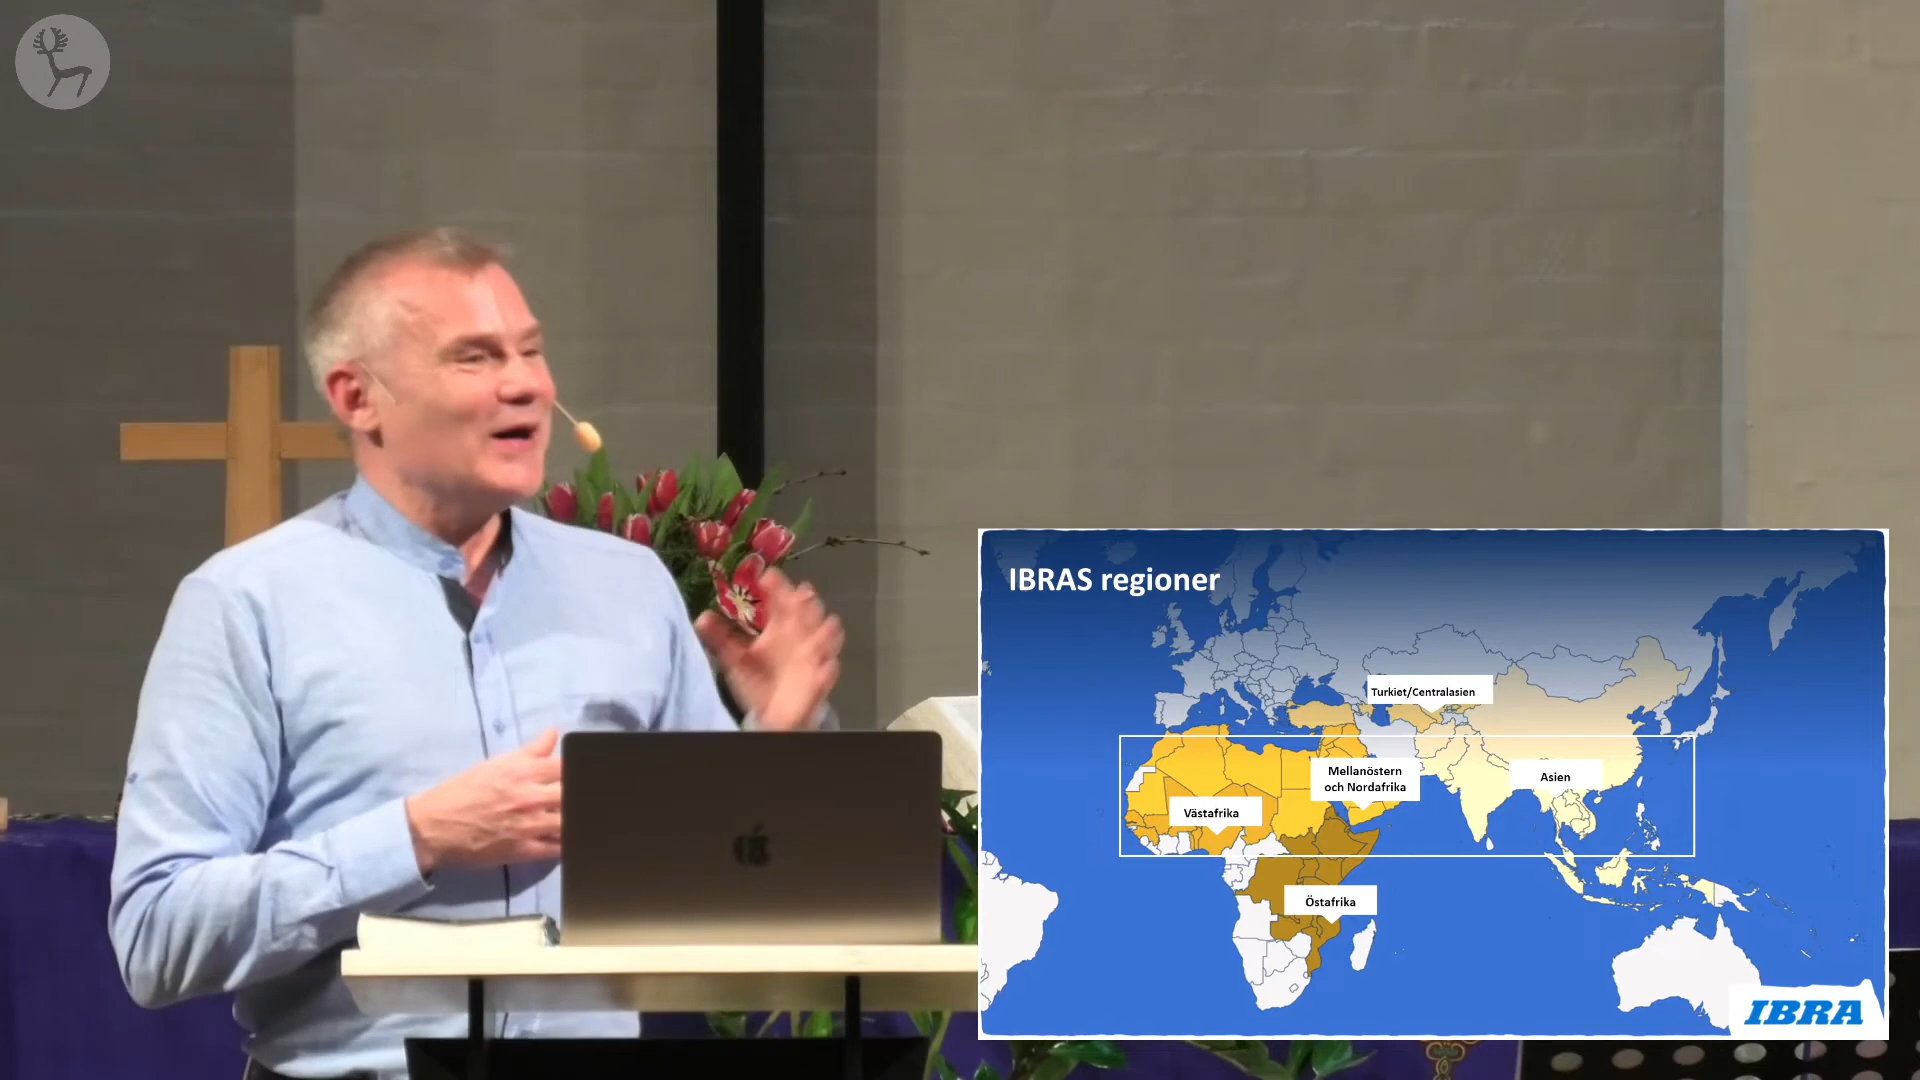 IBRAS regioner
Turkiet/Centralasien
Mellanöstern
och Nordafrika
Asien
Västafrika
Östafrika
IBRA